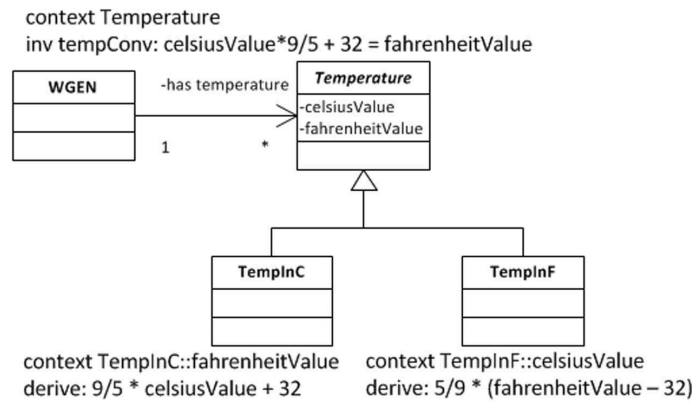 context Temperature
inv tempConv: celsiusValue*9/5 + 32 = fahrenheitValue
WGEN
-has temperature
Temperature
-celsiusValue
-fahrenheitValue
1
*
TempInC
TempInF
context TempInC::fahrenheitValue
derive: 9/5 * celsiusValue + 32
context TempInF::celsiusValue
derive: 5/9 * (fahrenheitValue – 32)